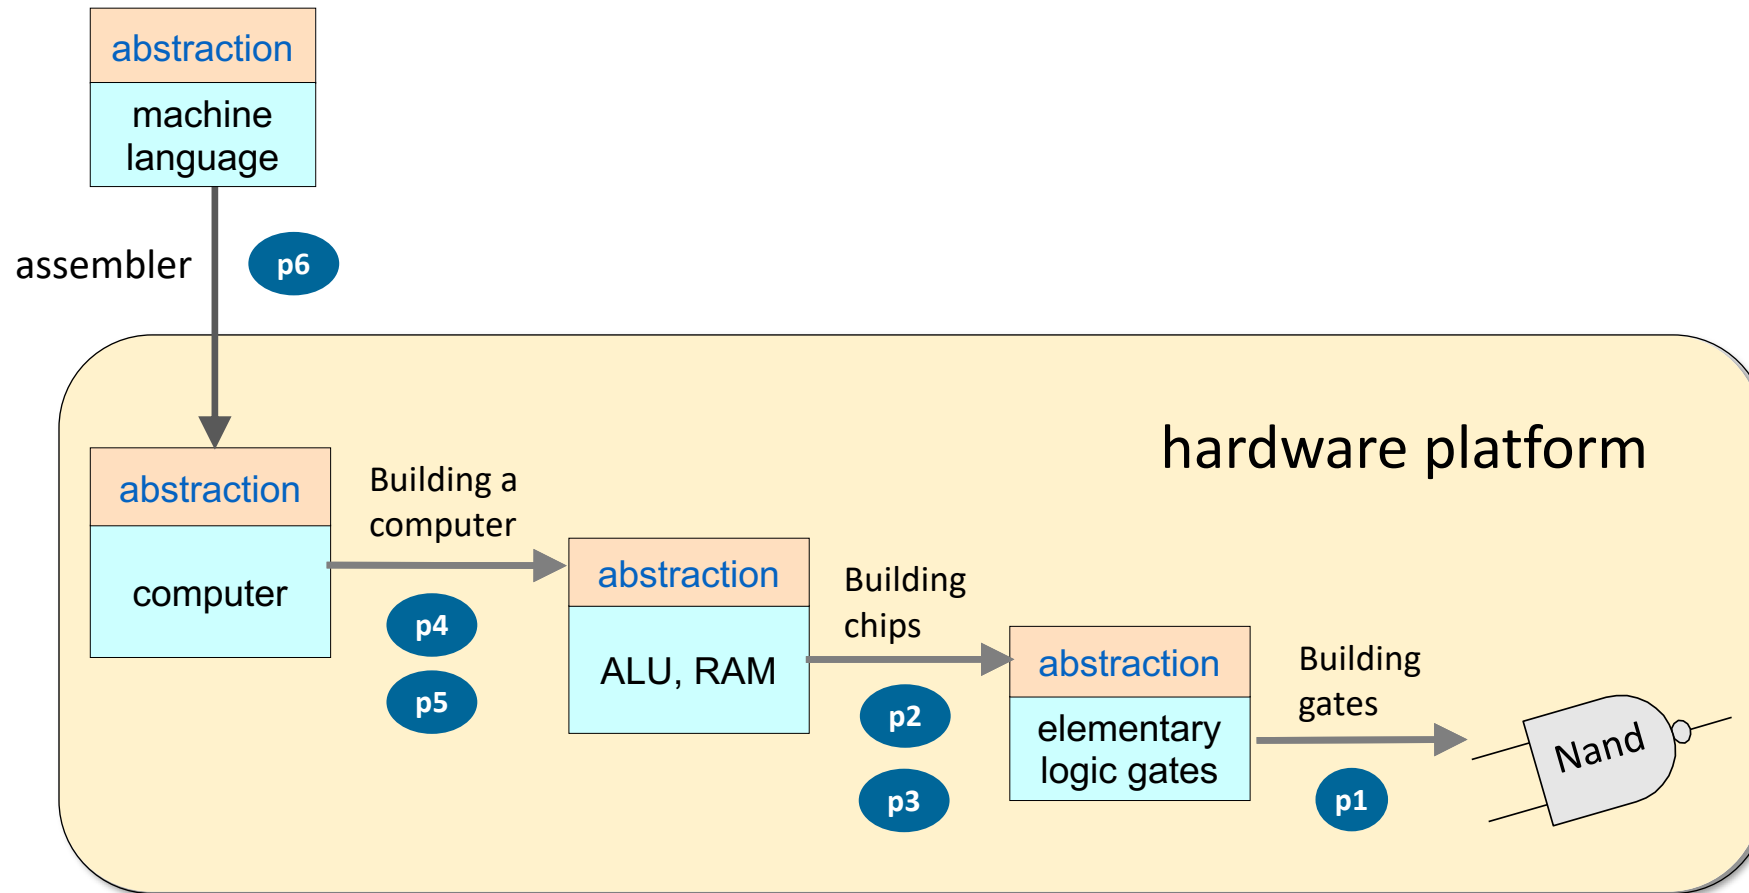 abstraction
machine
language
assembler
p6
hardware platform
abstraction
computer
Building a
computer
p4
p5
abstraction
ALU, RAM
Building
chips
p2
p3
abstraction
elementary
logic gates
Building
gates
p1
Nand